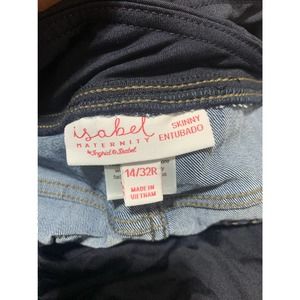 isabel
MATERNITY
by Ingrid & Isabel
SKINNY
ENTUBADO
14/32R
MADE IN
VIETNAM